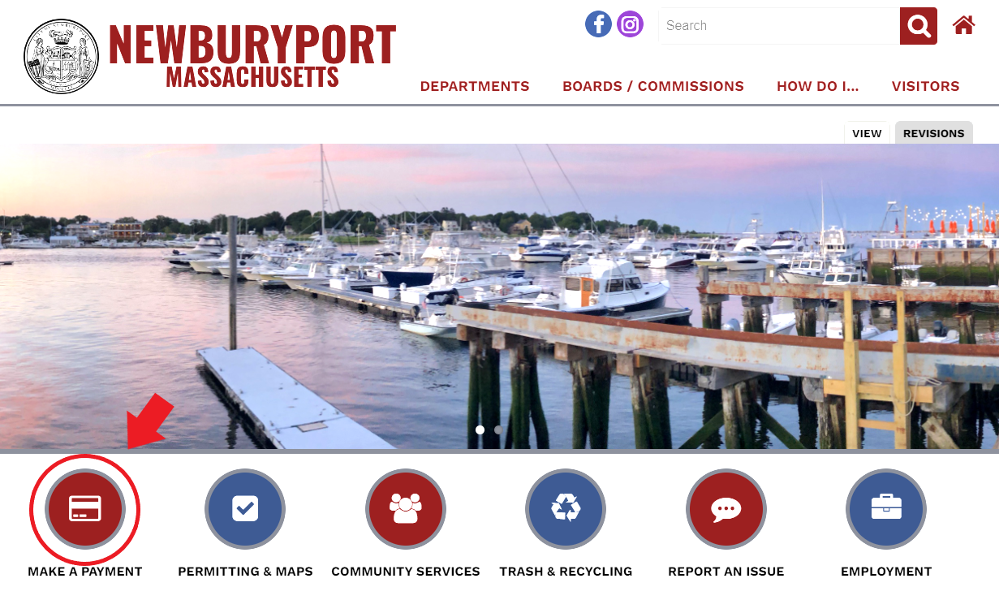 NEWBURYPORT
MASSACHUSETTS
Search
DEPARTMENTS BOARDS / COMMISSIONS HOW DO I... VISITORS
VIEW REVISIONS
MAKE A PAYMENT PERMITTING & MAPS COMMUNITY SERVICES TRASH & RECYCLING REPORT AN ISSUE EMPLOYMENT